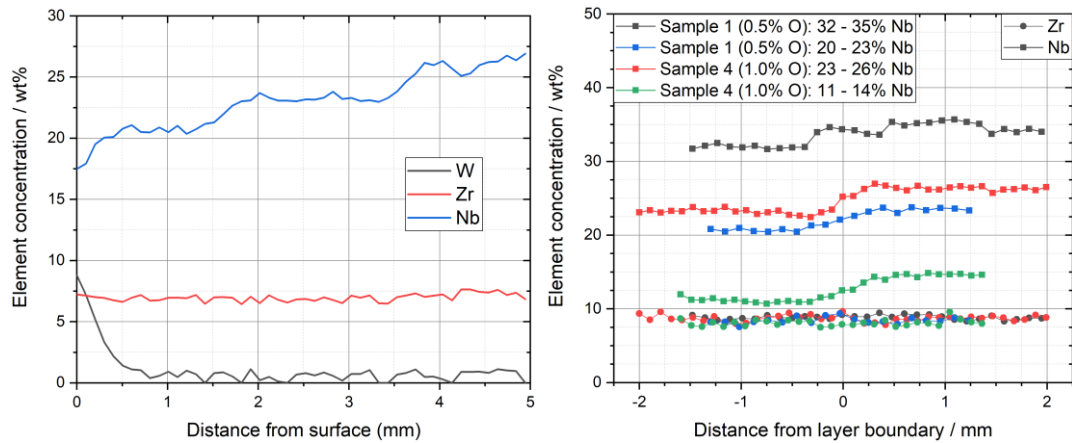 Element concentration / wt%
30
25
20
15
10
5
0
W
Zr
Nb
0 1 2 3 4 5
Distance from surface (mm)
Element concentration / wt%
50
40
30
20
10
0
Sample 1 (0.5% O): 32 - 35% Nb
Sample 1 (0.5% O): 20 - 23% Nb
Sample 4 (1.0% O): 23 - 26% Nb
Sample 4 (1.0% O): 11 - 14% Nb
Zr
Nb
-2 -1 0 1 2
Distance from layer boundary / mm